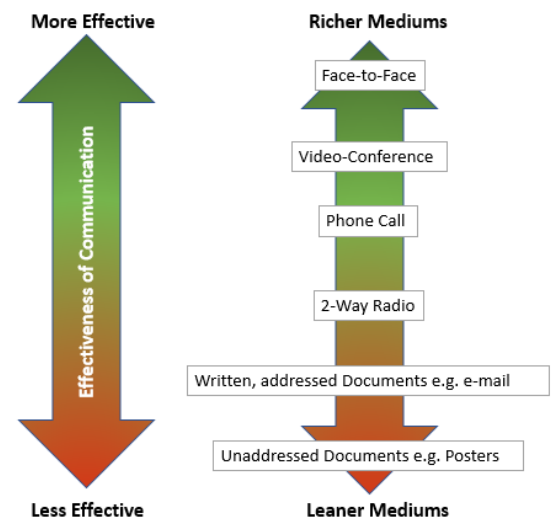 More Effective
Richer Mediums
Face-to-Face
Video-Conference
Phone Call
Effectiveness of Communication
2-Way Radio
Written, addressed Documents e.g. e-mail
Unaddressed Documents e.g. Posters
Less Effective
Leaner Mediums